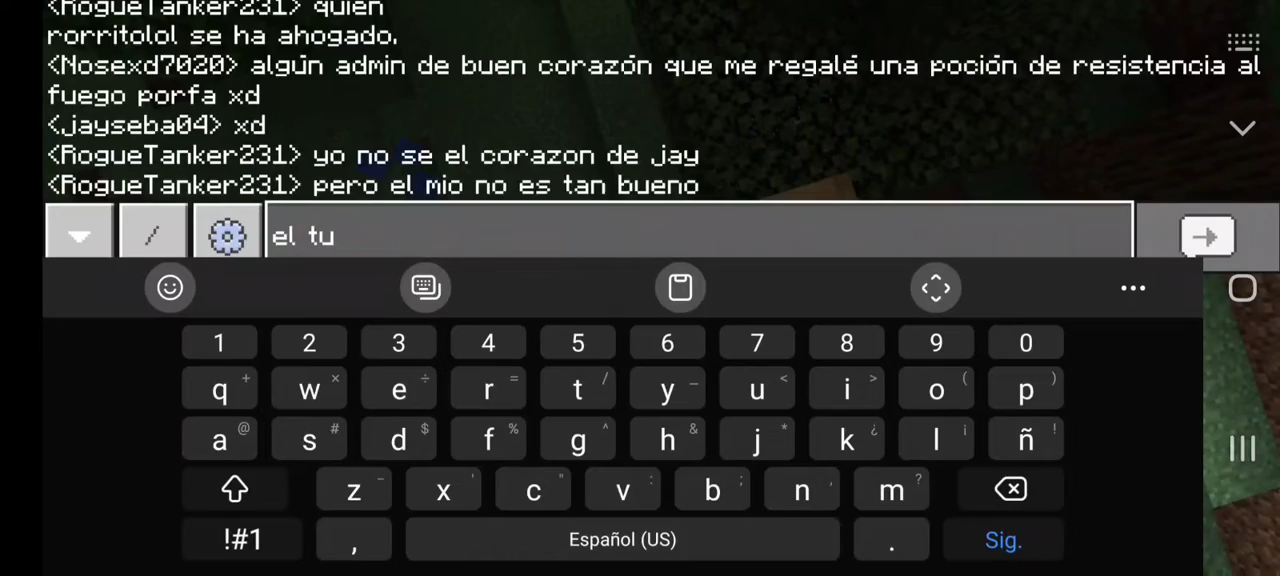 <RogueTanker231> quien
rorritolol se ha ahogado.
<Nosexd7020> algún admin de buen corazón que me regalé una poción de resistencia al
fuego porfa xd
<jayseba04> xd
<RogueTanker231> yo no se el corazon de jay
<RogueTanker231> pero el mio no es tan bueno
/ el tu
1 2 3 4 5 6 7 8 9 0
q + w × e ÷ r = t / y _ u < i > o ( p )
a @ s # d $ f % g ^ h & j * k ¿ l ¡ ñ !
z - x ' c " v : b ; n , m ?
!#1 , Español (US) . Sig.